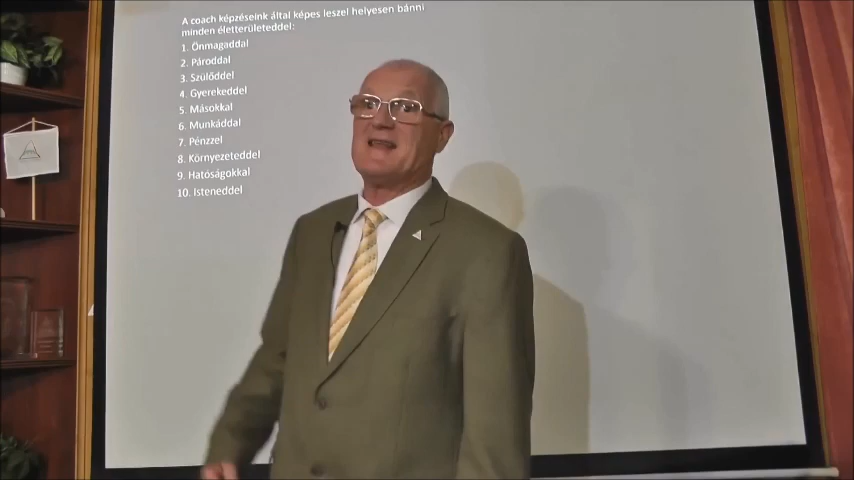 A coach képzéseink által képes leszel helyesen bánni
minden életterületeddel:
1. Önmagaddal
2. Pároddal
3. Szülőddel
4. Gyerekeddel
5. Másokkal
6. Munkáddal
7. Pénzzel
8. Környezeteddel
9. Hatóságokkal
10. Isteneddel